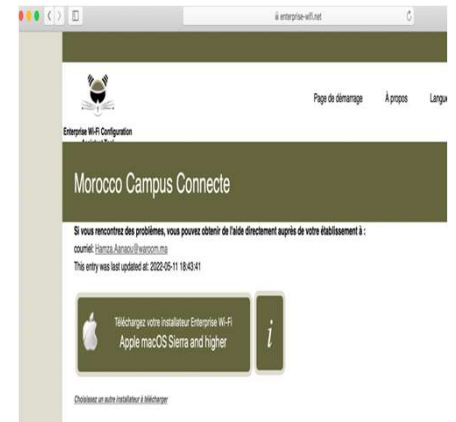 enterprise-wifi.net
Page de démarrage À propos Langue
Enterprise Wi-Fi Configuration
Morocco Campus Connecte
Si vous rencontrez des problèmes, vous pouvez obtenir de l'aide directement auprès de votre établissement à :
courriel: Hamza.Aanaou@waroom.ma
This entry was last updated at: 2022-05-11 18:43:41
Téléchargez votre installateur Enterprise Wi-Fi
Apple macOS Sierra and higher
i
Choisissez un autre installateur à télécharger